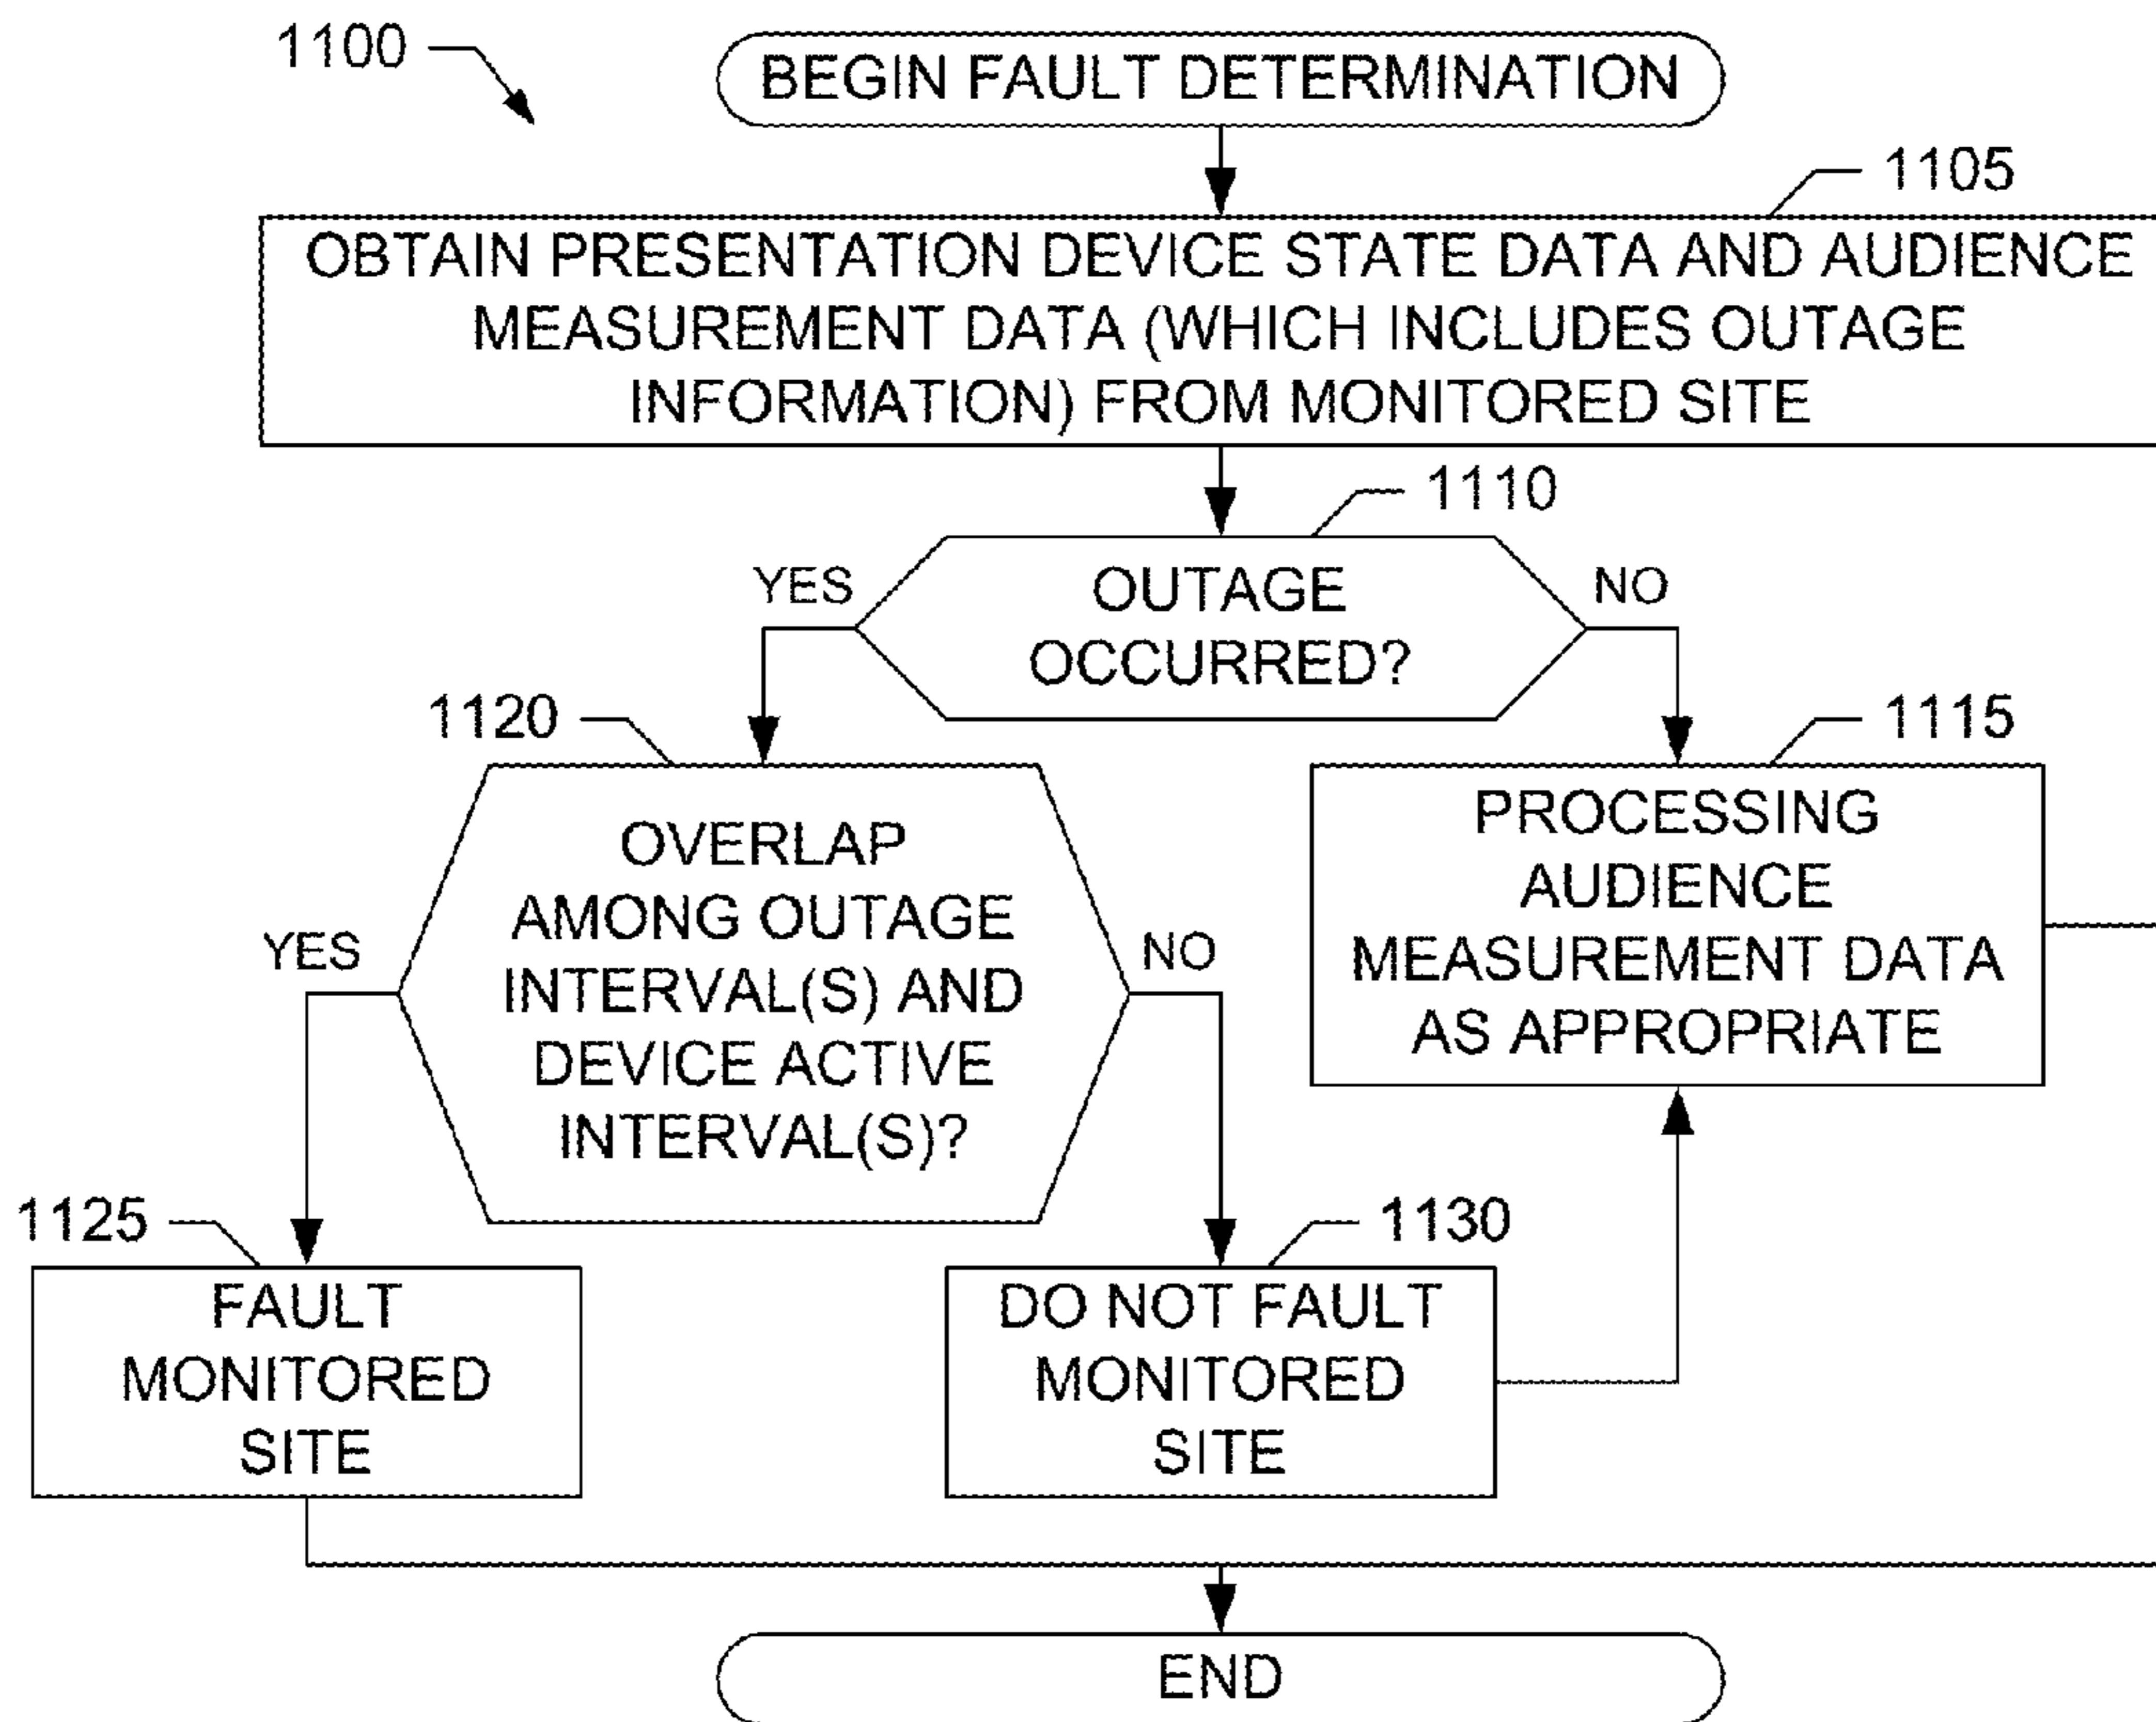 1100
BEGIN FAULT DETERMINATION
1105
OBTAIN PRESENTATION DEVICE STATE DATA AND AUDIENCE
MEASUREMENT DATA (WHICH INCLUDES OUTAGE
INFORMATION) FROM MONITORED SITE
1110
YES
OUTAGE
OCCURRED?
NO
1120
OVERLAP
AMONG OUTAGE
INTERVAL(S) AND
DEVICE ACTIVE
INTERVAL(S)?
YES
NO
1115
PROCESSING
AUDIENCE
MEASUREMENT DATA
AS APPROPRIATE
1125
FAULT
MONITORED
SITE
1130
DO NOT FAULT
MONITORED
SITE
END